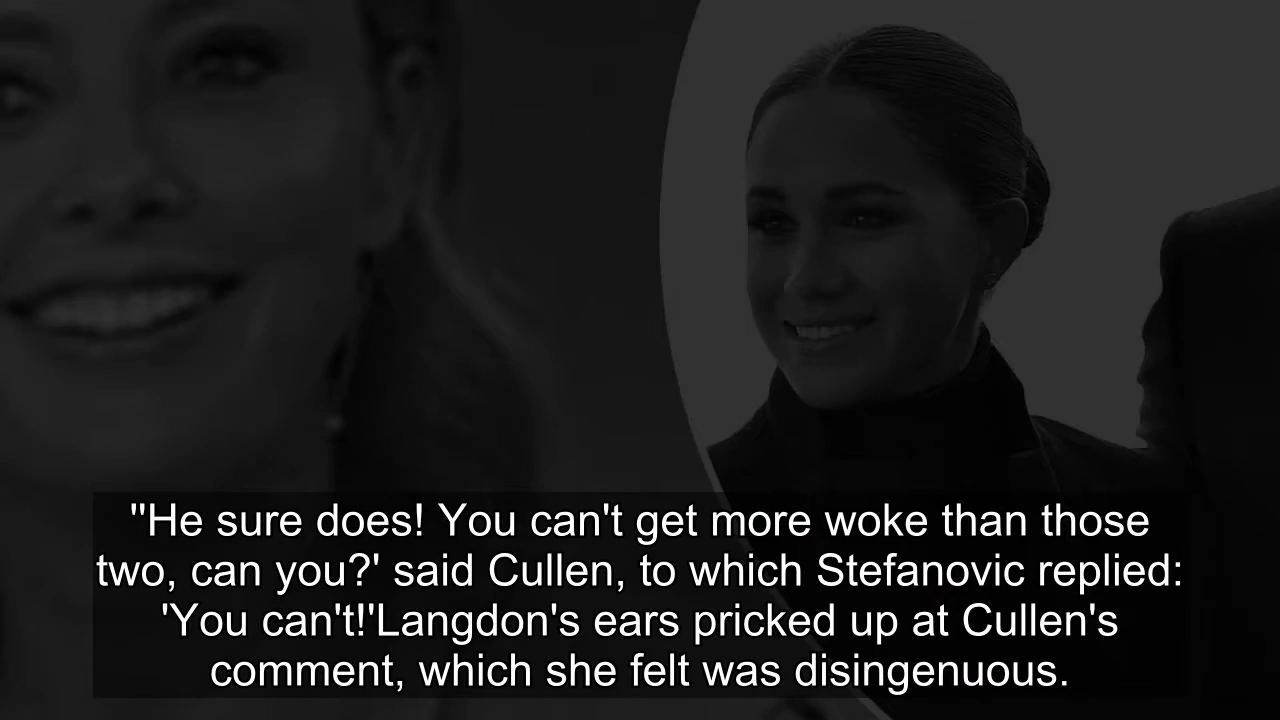 "He sure does! You can't get more woke than those
two, can you?' said Cullen, to which Stefanovic replied:
'You can't!'Langdon's ears pricked up at Cullen's
comment, which she felt was disingenuous.